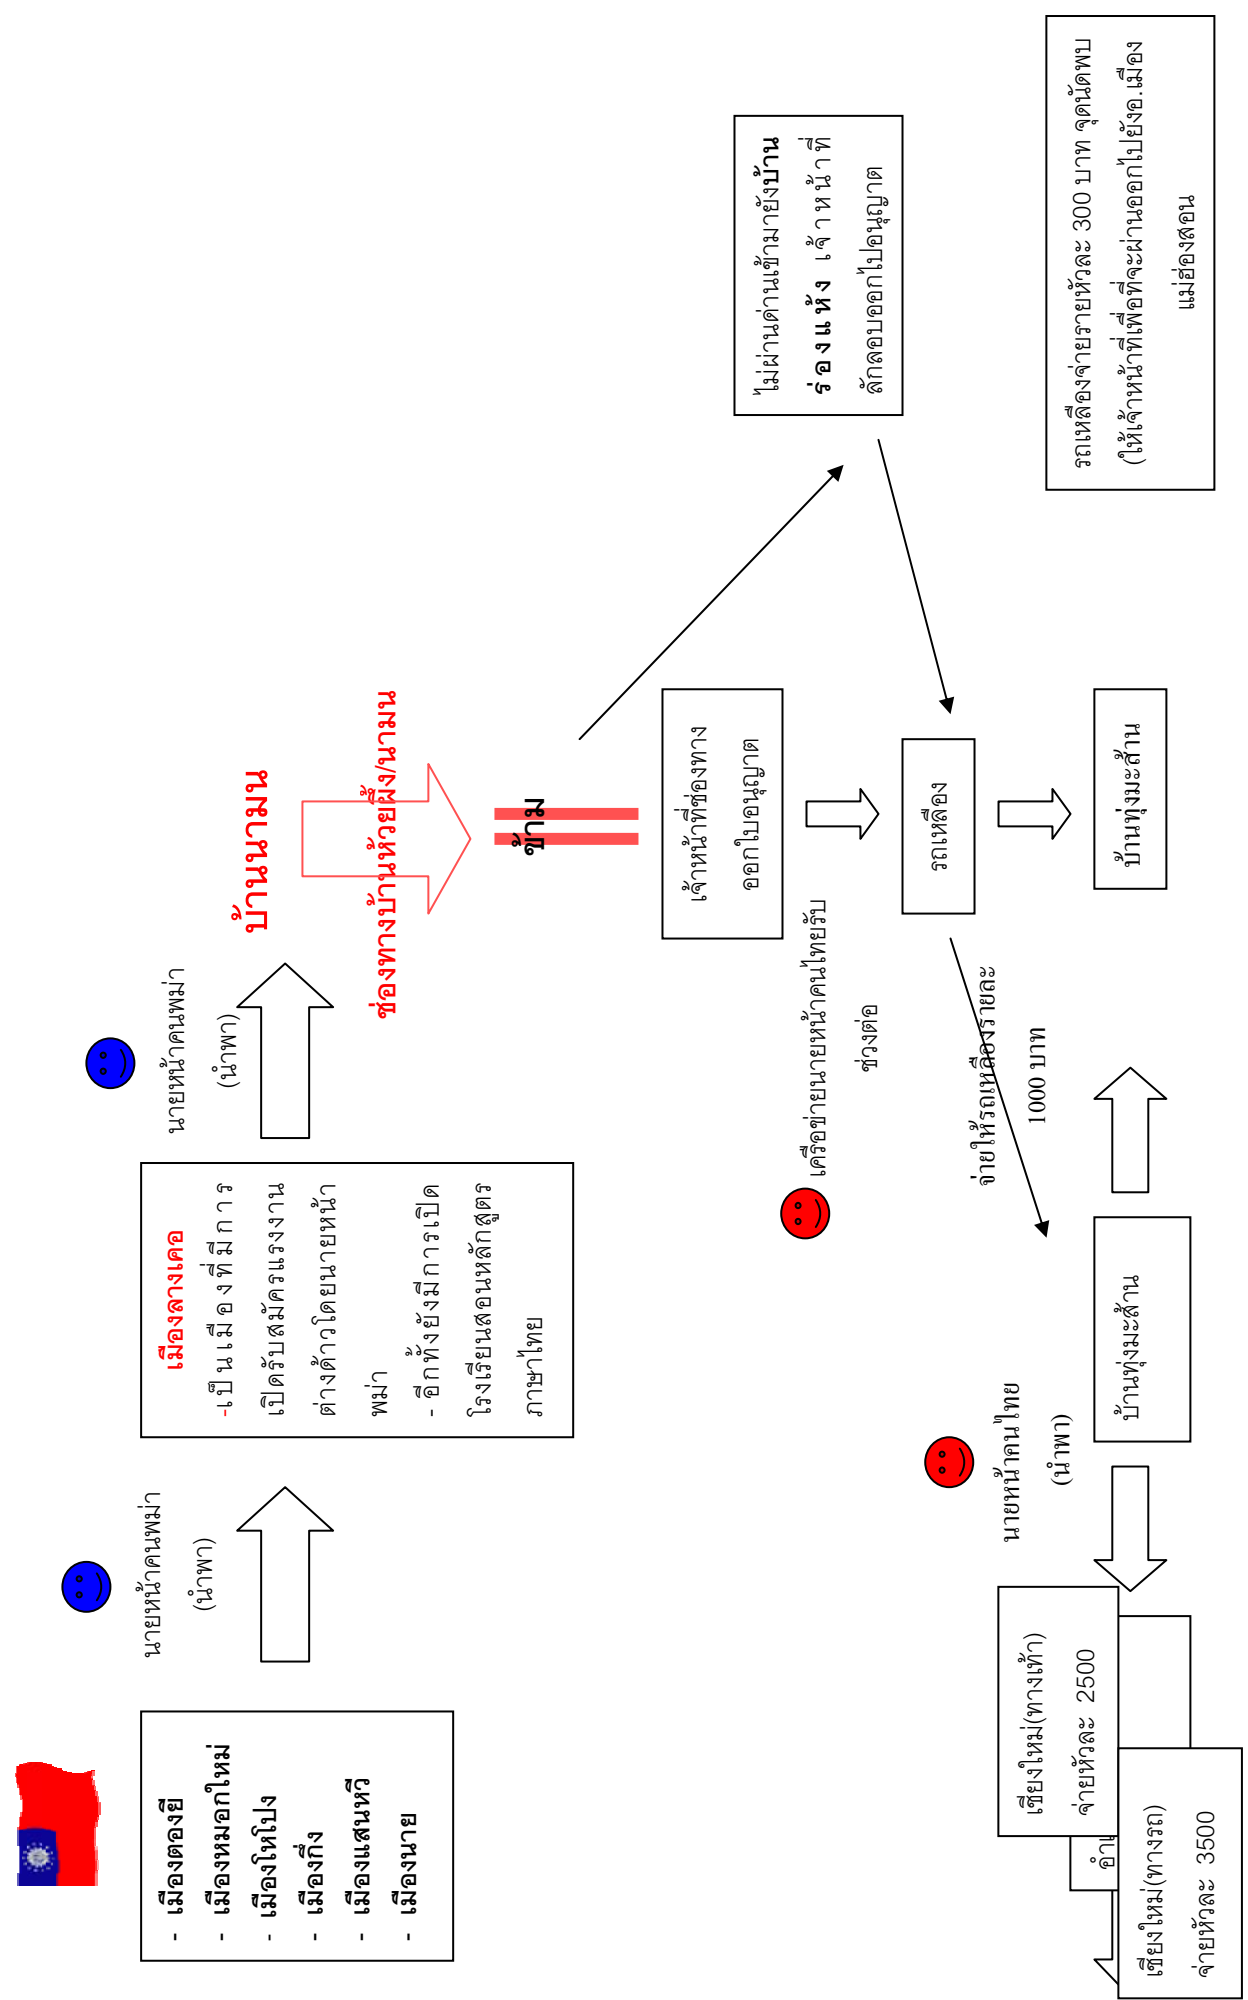 - เมืองตองยี
- เมืองหมอกใหม่
- เมืองโหโปง
- เมืองกึ๋ง
- เมืองแสนหวี
- เมืองนาย
นายหน้าคนพม่า
(นำพา)
เมืองลางเคอ
-เป็นเมืองที่มีการ
เปิดรับสมัครแรงงาน
ต่างด้าวโดยนายหน้า
พม่า
- อีกทั้งยังมีการเปิด
โรงเรียนสอนหลักสูตร
ภาษาไทย
นายหน้าคนพม่า
(นำพา)
บ้านนามน
ช่องทางบ้านห้วยผึ้ง/นามน
ข้าม
ไม่ผ่านด่านเข้ามายังบ้าน
ร่องแห้ง เจ้าหน้าที่
ลักลอบออกใบอนุญาต
เจ้าหน้าที่ช่องทาง
ออกใบอนุญาต
เครือข่ายนายหน้าคนไทยรับ
ช่วงต่อ
รถเหลือง
จ่ายให้รถเหลืองรายละ
1000 บาท
รถเหลืองจ่ายรายหัวละ 300 บาท จุดนัดพบ
(ให้เจ้าหน้าที่เพื่อที่จะผ่านออกไปยังอ.เมือง
แม่ฮ่องสอน
บ้านทุ่งมะส้าน
นายหน้าคนไทย
(นำพา)
บ้านทุ่งมะส้าน
เชียงใหม่(ทางเท้า)
จ่ายหัวละ 2500
เชียงใหม่(ทางรถ)
จ่ายหัวละ 3500